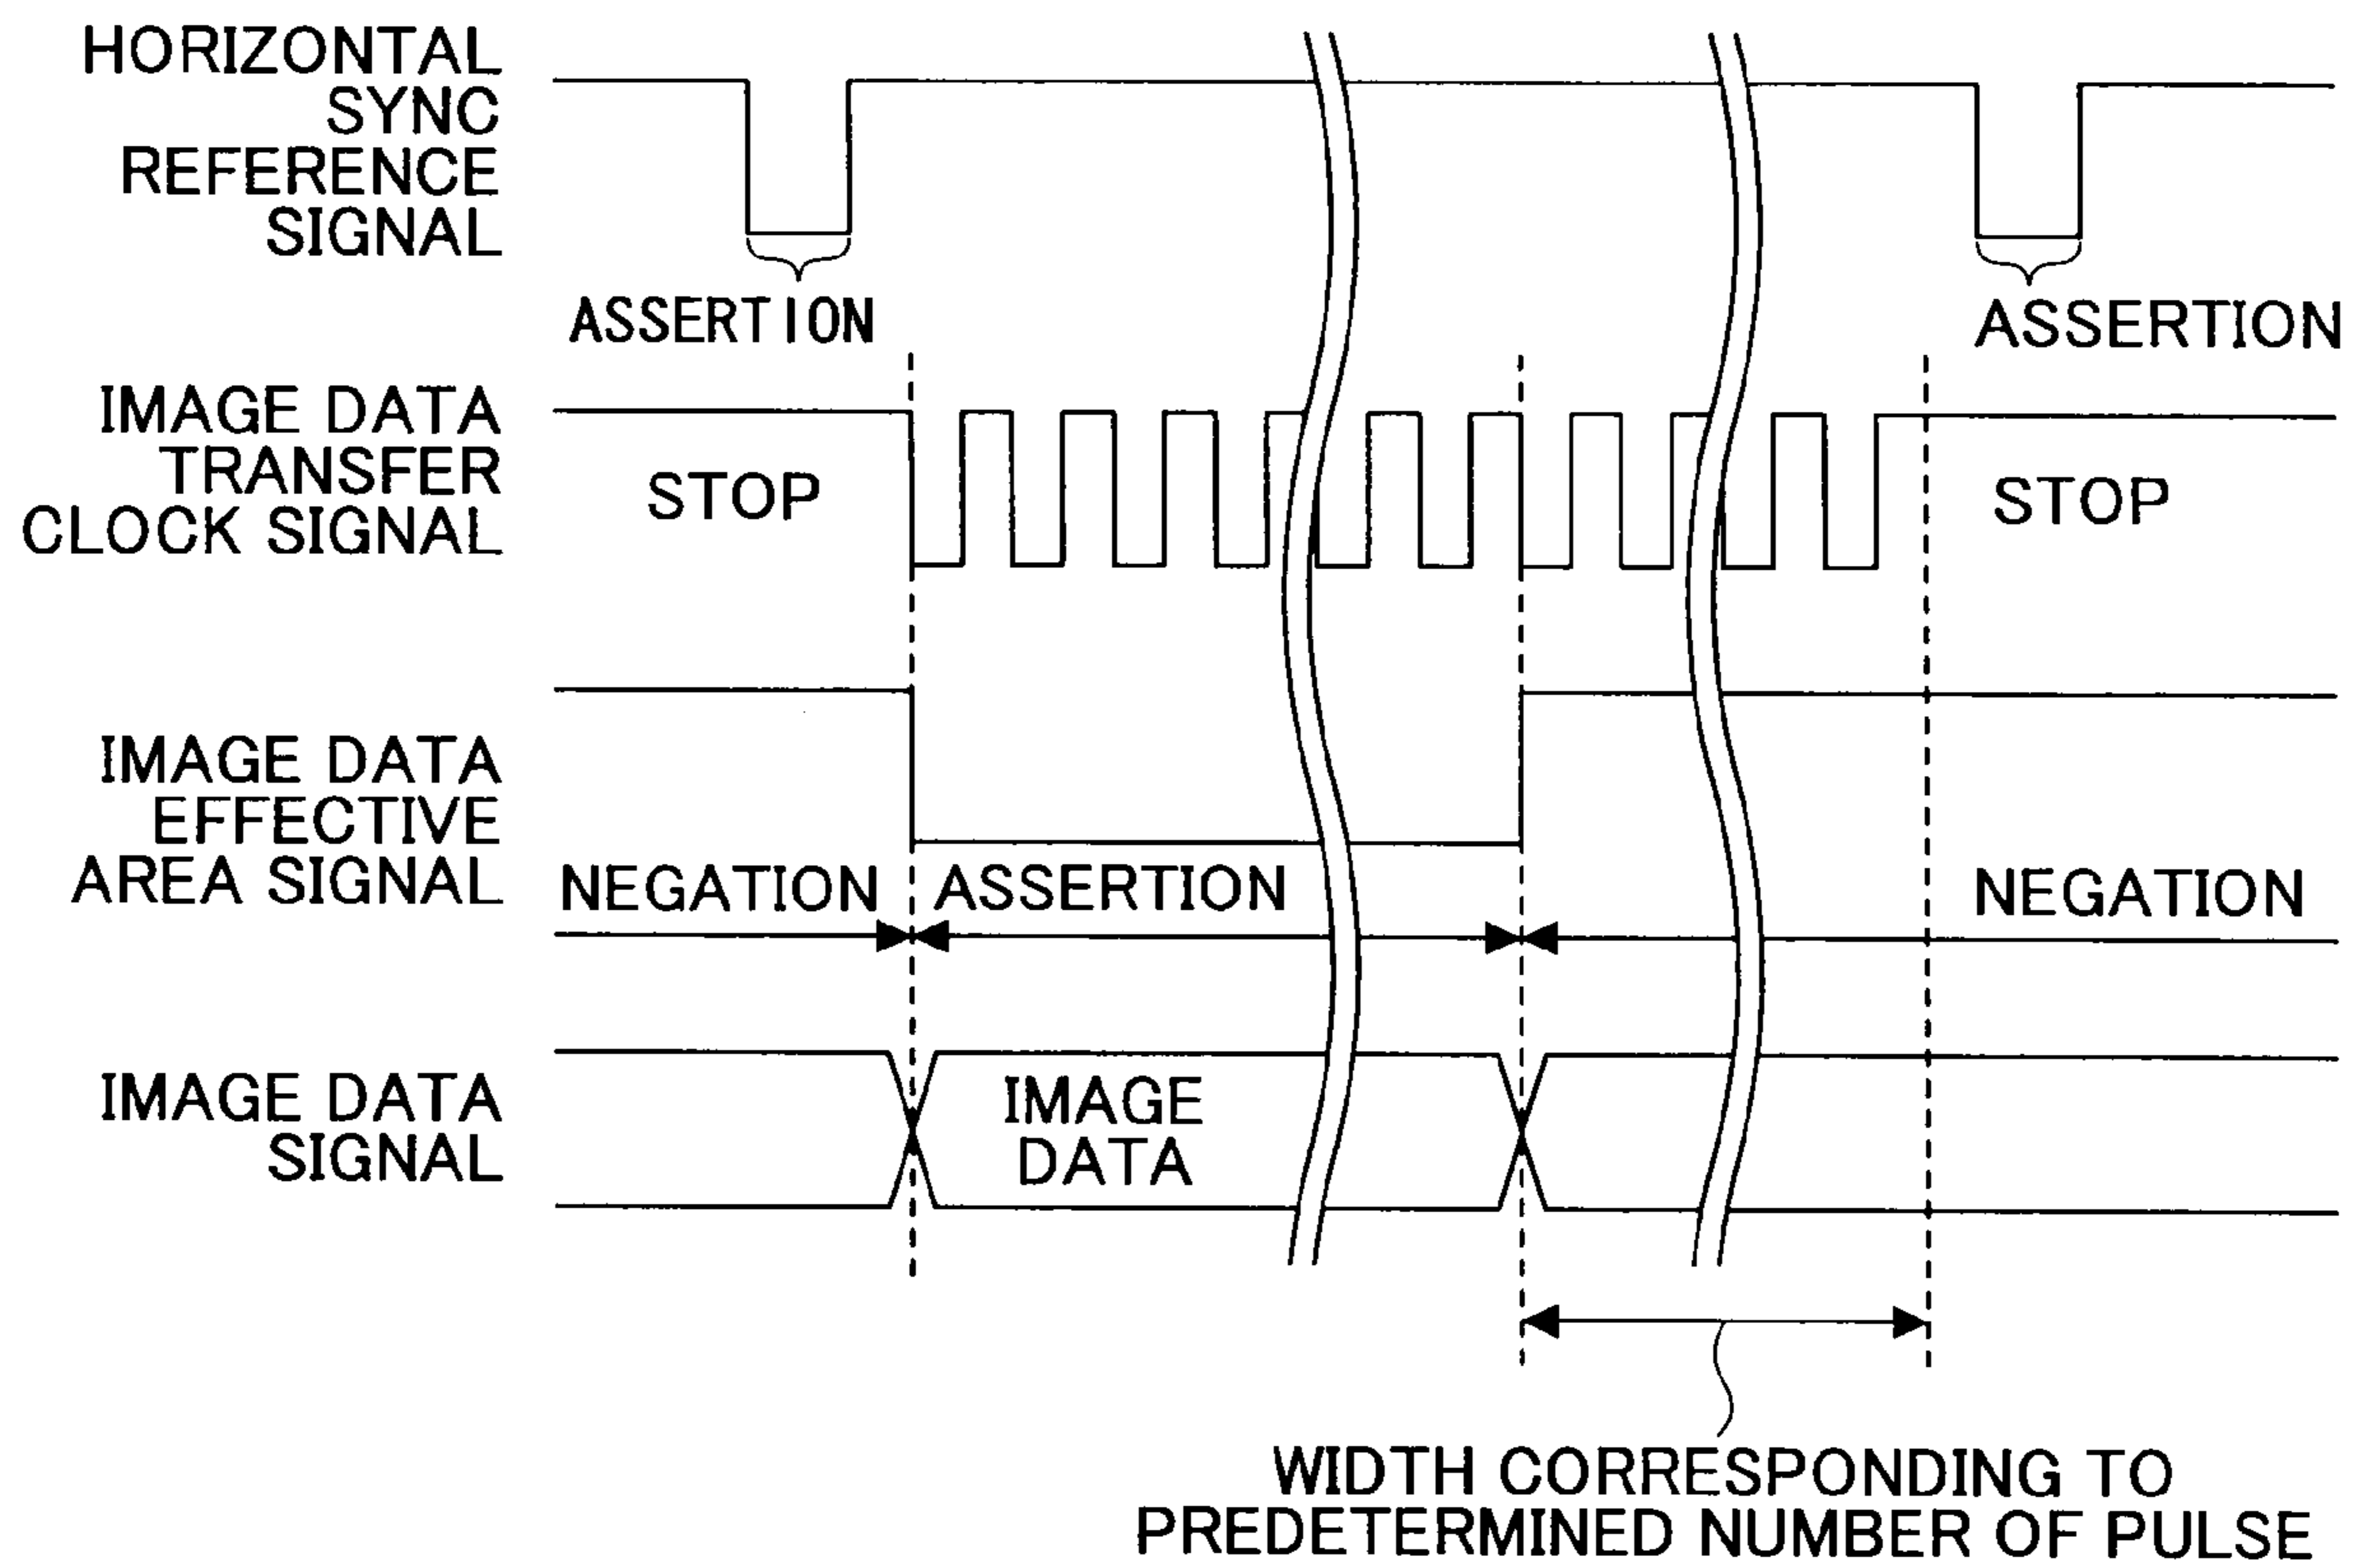 HORIZONTAL
SYNC
REFERENCE
SIGNAL
ASSERTION
ASSERTION
IMAGE DATA
TRANSFER
CLOCK SIGNAL
STOP
STOP
IMAGE DATA
EFFECTIVE
AREA SIGNAL
NEGATION
ASSERTION
NEGATION
IMAGE DATA
SIGNAL
IMAGE
DATA
WIDTH CORRESPONDING TO
PREDETERMINED NUMBER OF PULSE